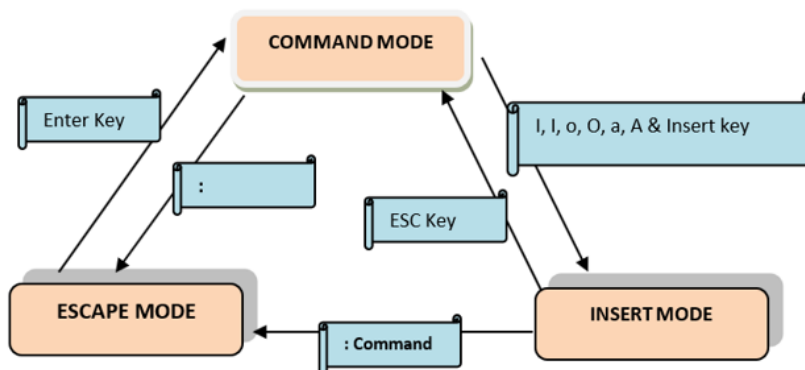 COMMAND MODE
Enter Key
I, I, o, O, a, A & Insert key
:
ESC Key
ESCAPE MODE
INSERT MODE
: Command